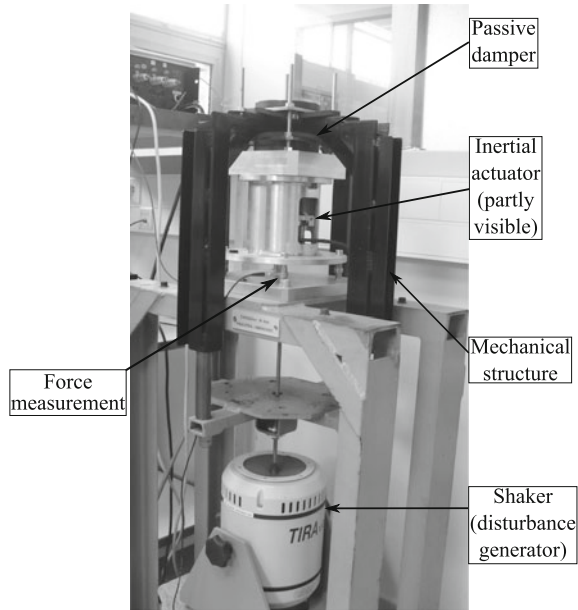 Passive
damper
Inertial
actuator
(partly
visible)
Mechanical
structure
Force
measurement
Shaker
(disturbance
generator)
TIRA